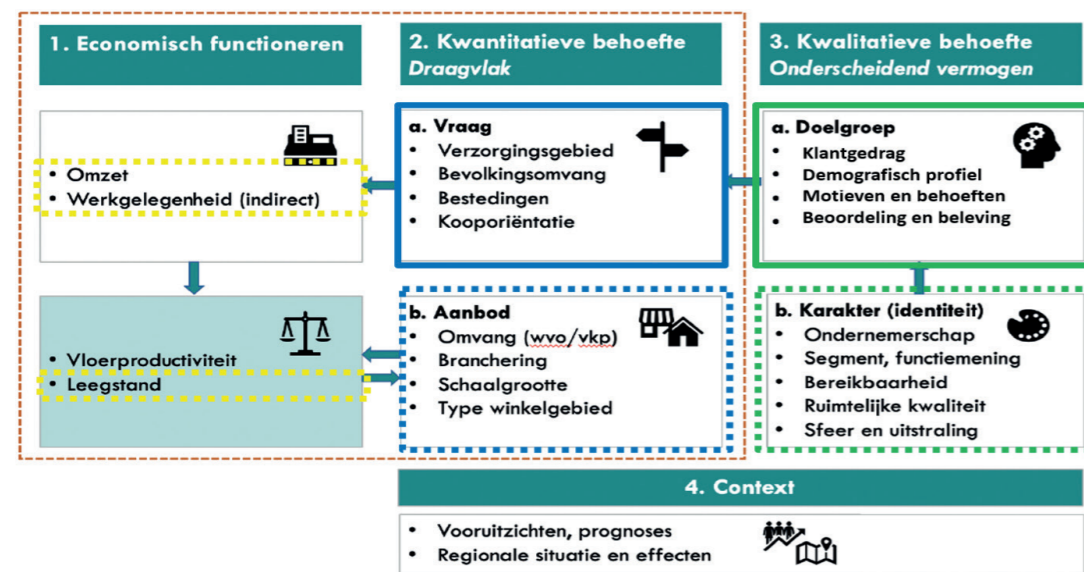 1. Economisch functioneren
• Omzet
• Werkgelegenheid (indirect)
• Vloerproductiviteit
• Leegstand
2. Kwantitatieve behoefte
Draagvlak
a. Vraag
• Verzorgingsgebied
• Bevolkingsomvang
• Bestedingen
• Kooporiëntatie
b. Aanbod
• Omvang (wvo/vkp)
• Branchering
• Schaalgrootte
• Type winkelgebied
3. Kwalitatieve behoefte
Onderscheidend vermogen
a. Doelgroep
• Klantgedrag
• Demografisch profiel
• Motieven en behoeften
• Beoordeling en beleving
b. Karakter (identiteit)
• Ondernemerschap
• Segment, functiemening
• Bereikbaarheid
• Ruimtelijke kwaliteit
• Sfeer en uitstraling
4. Context
• Vooruitzichten, prognoses
• Regionale situatie en effecten